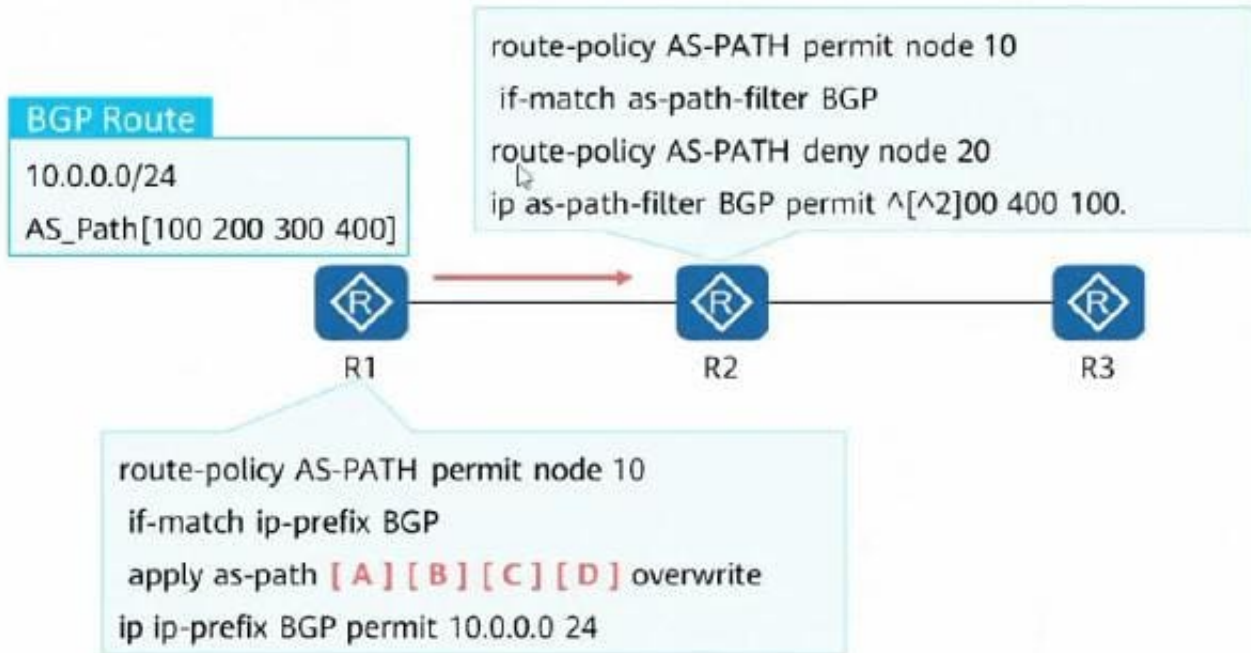 route-policy AS-PATH permit node 10
if-match as-path-filter BGP
route-policy AS-PATH deny node 20
ip as-path-filter BGP permit ^[^2]00 400 100.
BGP Route
10.0.0.0/24
AS_Path[100 200 300 400]
R
R
R
R1
R2
R3
route-policy AS-PATH permit node 10
if-match ip-prefix BGP
apply as-path [ A ] [ B ] [ C ] [ D ] overwrite
ip ip-prefix BGP permit 10.0.0.0 24